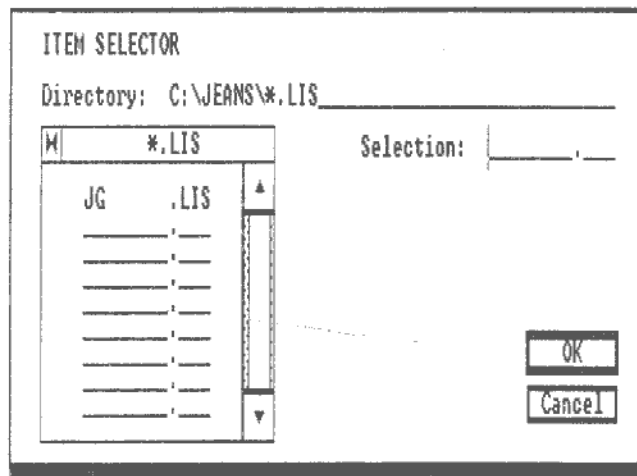 ITEM SELECTOR
Directory: C:\JEANS\*.LIS
*.LIS
Selection: .
JG .LIS
OK
Cancel